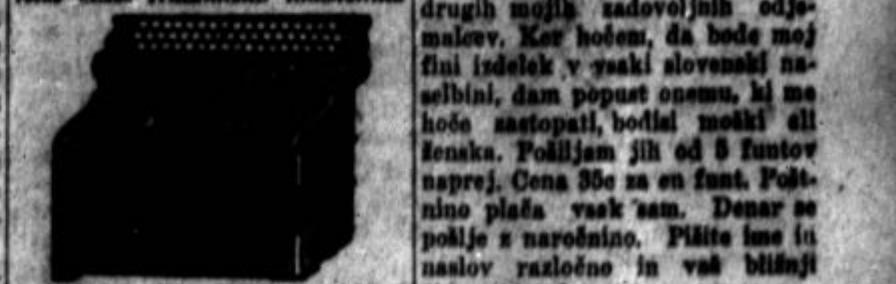 drugih mojih zadovoljnih odje-
malcev. Ker hočem, da bode moj
fini izdelek v vsaki slovenski na-
selbini, dam popust onemu, ki me
hoče zastopati, bodisi moški ali
ženska. Pošiljam jih od 5 funtov
naprej. Cena 35c za en funt. Pošt-
nino plača vsak sam. Denar se
pošlje z naročnino. Pišite ime in
naslov razločno in vaš bližnji